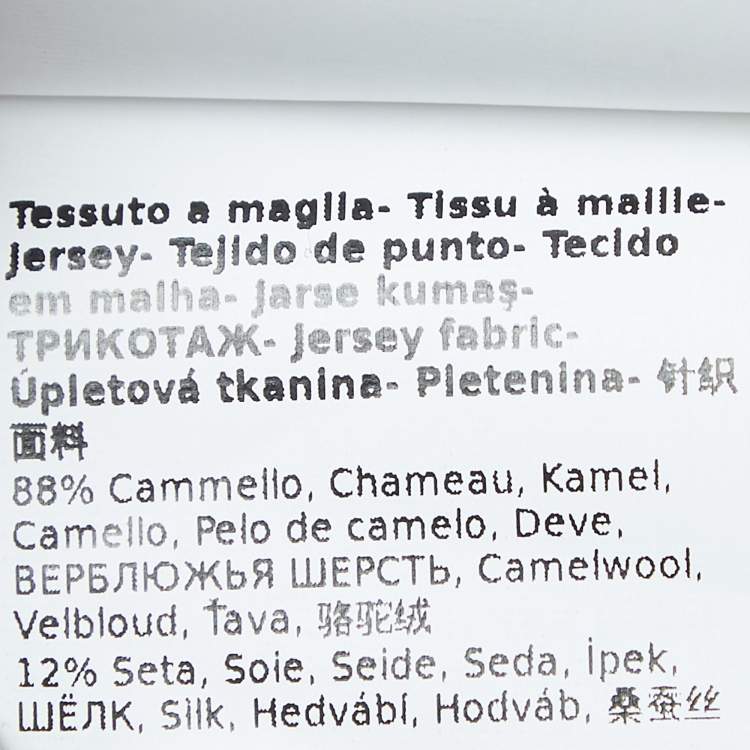 Tessuto a maglia- Tissu à maille-
Jersey- Tejido de punto- Tecido
em malha- Jarse kumaş-
ТРИКОТАЖ- Jersey fabric-
Úpletová tkanina- Pletenina- 针织
面料
88% Cammello, Chameau, Kamel,
Camello, Pelo de camelo, Deve,
ВЕРБЛЮЖЬЯ ШЕРСТЬ, Camelwool,
Velbloud, Ťava, 骆驼绒
12% Seta, Soie, Seide, Seda, İpek,
ШЁЛК, Silk, Hedvábí, Hodváb, 桑蚕丝